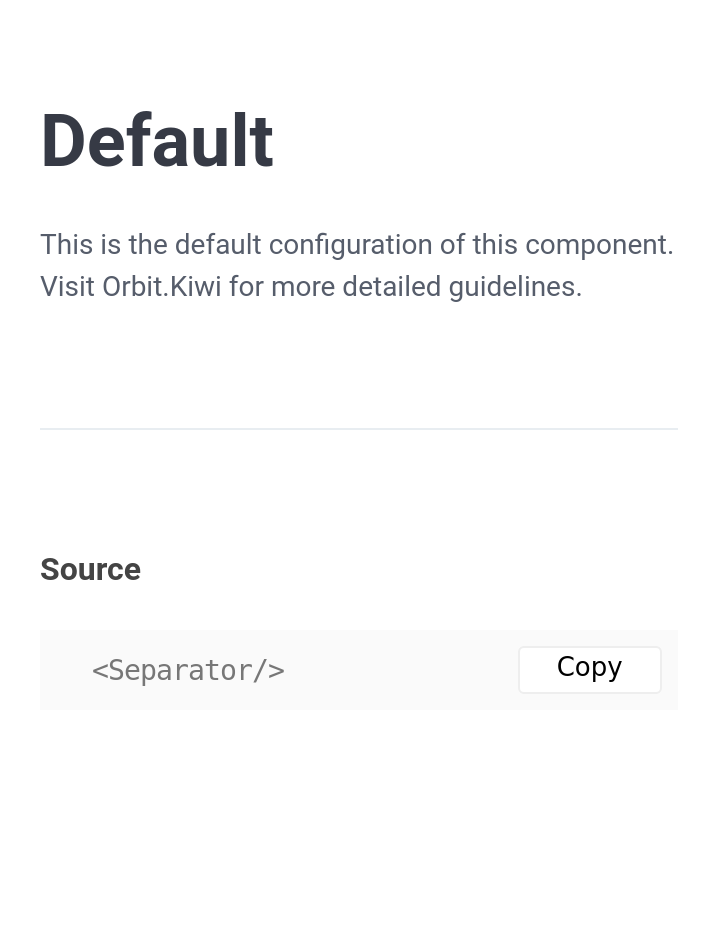 Default
This is the default configuration of this component.
Visit Orbit.Kiwi for more detailed guidelines.
Source
<Separator/>
Copy